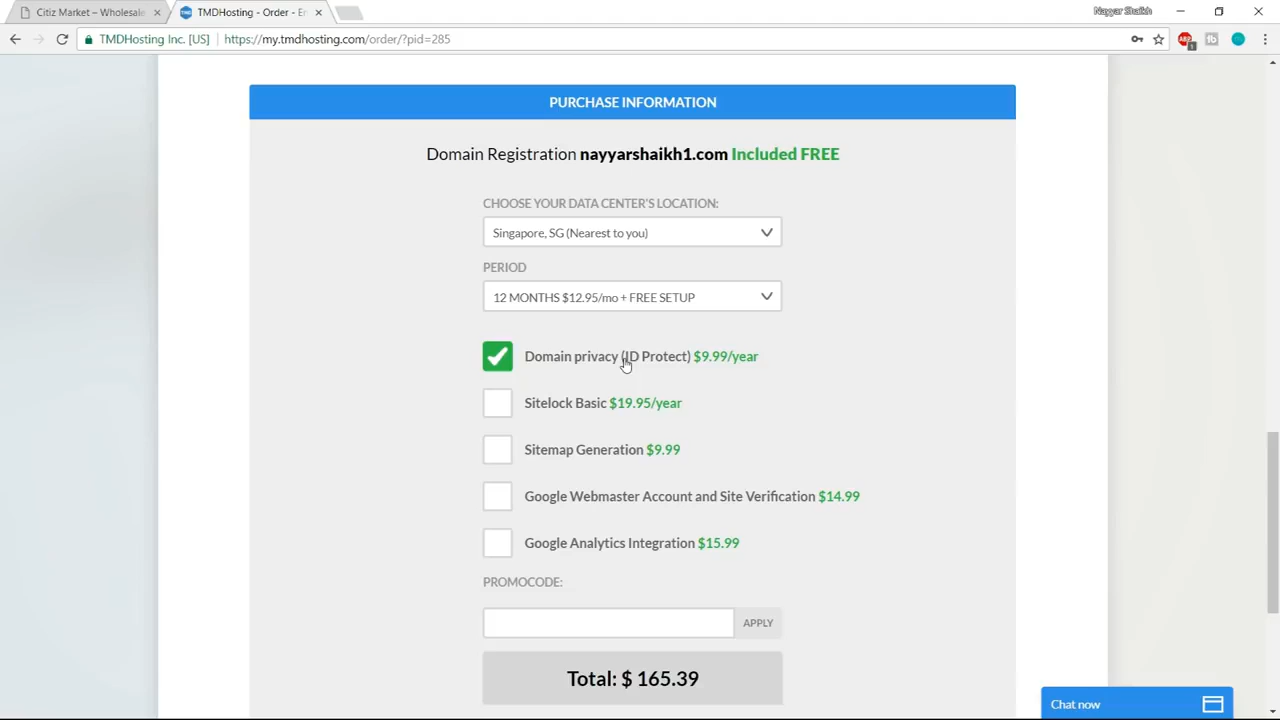 Citiz Market – Wholesale
TMDHosting - Order - En
Nayyar Shaikh
TMDHosting Inc. [US]
https://my.tmdhosting.com/order/?pid=285
PURCHASE INFORMATION
Domain Registration nayyarshaikh1.com Included FREE
CHOOSE YOUR DATA CENTER'S LOCATION:
Singapore, SG (Nearest to you)
PERIOD
12 MONTHS $12.95/mo + FREE SETUP
Domain privacy (ID Protect) $9.99/year
Sitelock Basic $19.95/year
Sitemap Generation $9.99
Google Webmaster Account and Site Verification $14.99
Google Analytics Integration $15.99
PROMOCODE:
APPLY
Total: $ 165.39
Chat now